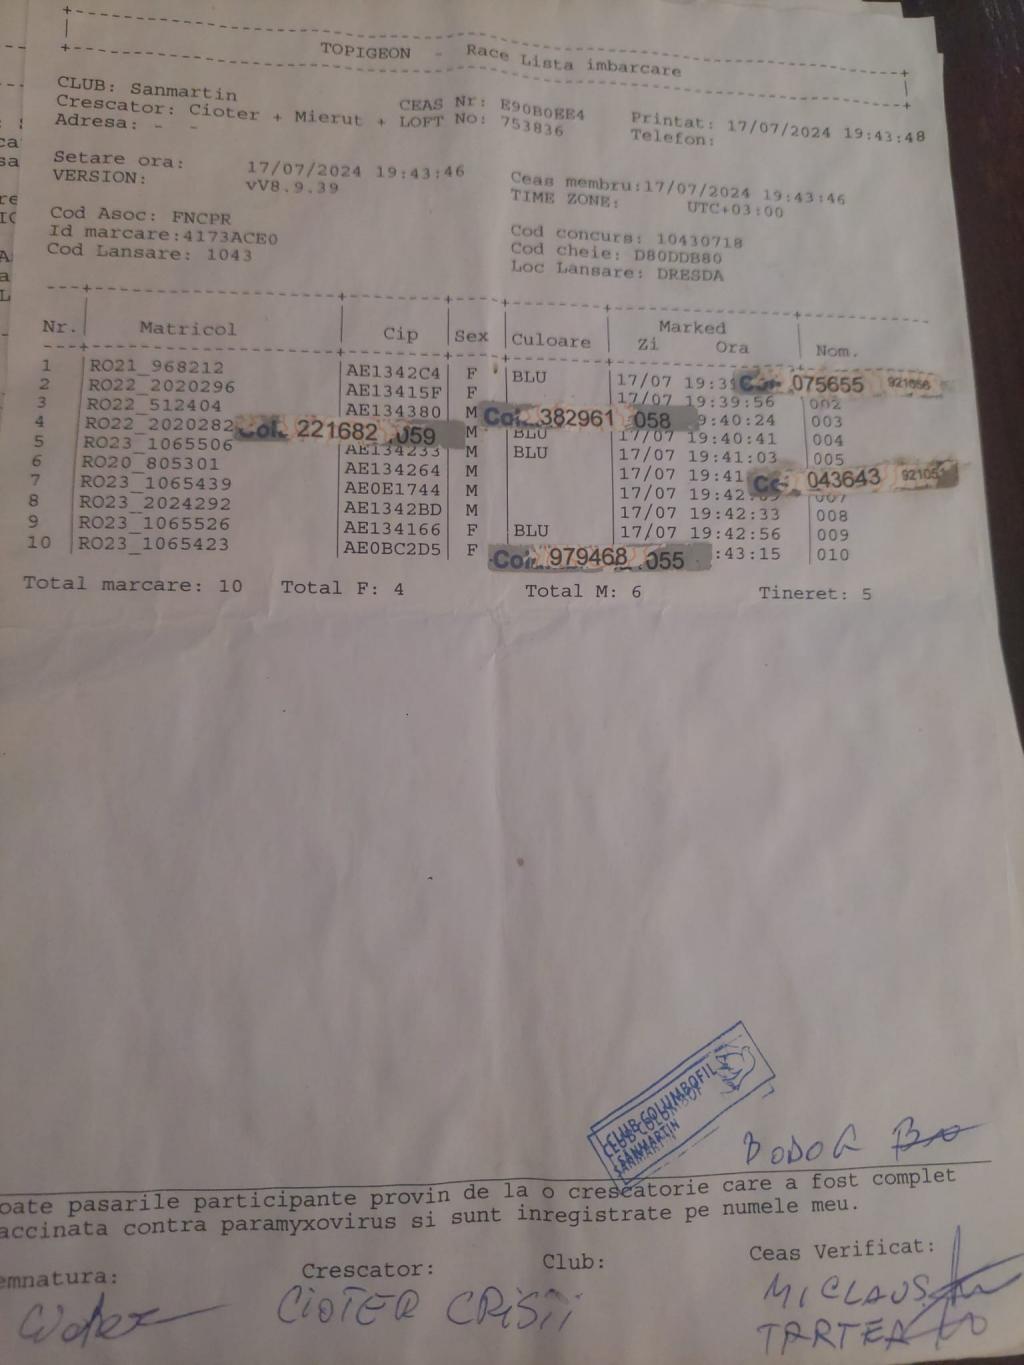 TOPIGEON - Race Lista imbarcare
CLUB: Sanmartin
Crescator: Cioter + Mierut + CEAS Nr: E90B0EE4 Printat: 17/07/2024 19:43:48
Adresa: - - LOFT No: 753836 Telefon:
Setare ora: 17/07/2024 19:43:46 Ceas membru:17/07/2024 19:43:46
VERSION: vV8.9.39 TIME ZONE: UTC+03:00
Cod Asoc: FNCPR Cod concurs: 10430718
Id marcare:4173ACE0 Cod cheie: D80DDB80
Cod Lansare: 1043 Loc Lansare: DRESDA
Nr. Matricol Cip Sex Culoare Marked Nom.
Zi Ora
1 RO21_968212 AE1342C4 F BLU 17/07 19:39 075655 921056
2 RO22_2020296 AE13415F F 17/07 19:39:56 002
3 RO22_512404 AE134380 M 382961 058 9:40:24 003
4 RO22_2020282 221682 059 M BLU 17/07 19:40:41 004
5 RO23_1065506 AE134233 M BLU 17/07 19:41:03 005
6 RO20_805301 AE134264 M 17/07 19:41 043643
7 RO23_1065439 AE0E1744 M 17/07 19:42 007
8 RO23_2024292 AE1342BD M 17/07 19:42:33 008
9 RO23_1065526 AE134166 F BLU 17/07 19:42:56 009
10 RO23_1065423 AE0BC2D5 F 979468 055 :43:15 010
Total marcare: 10 Total F: 4 Total M: 6 Tineret: 5
CLUB COLUMBOFIL
SANMARTIN
BODOG
oate pasarile participante provin de la o crescatorie care a fost complet
accinata contra paramyxovirus si sunt inregistrate pe numele meu.
emnatura: Crescator: Club: Ceas Verificat:
CIOTER CRISII MICLAUS
TARTEA